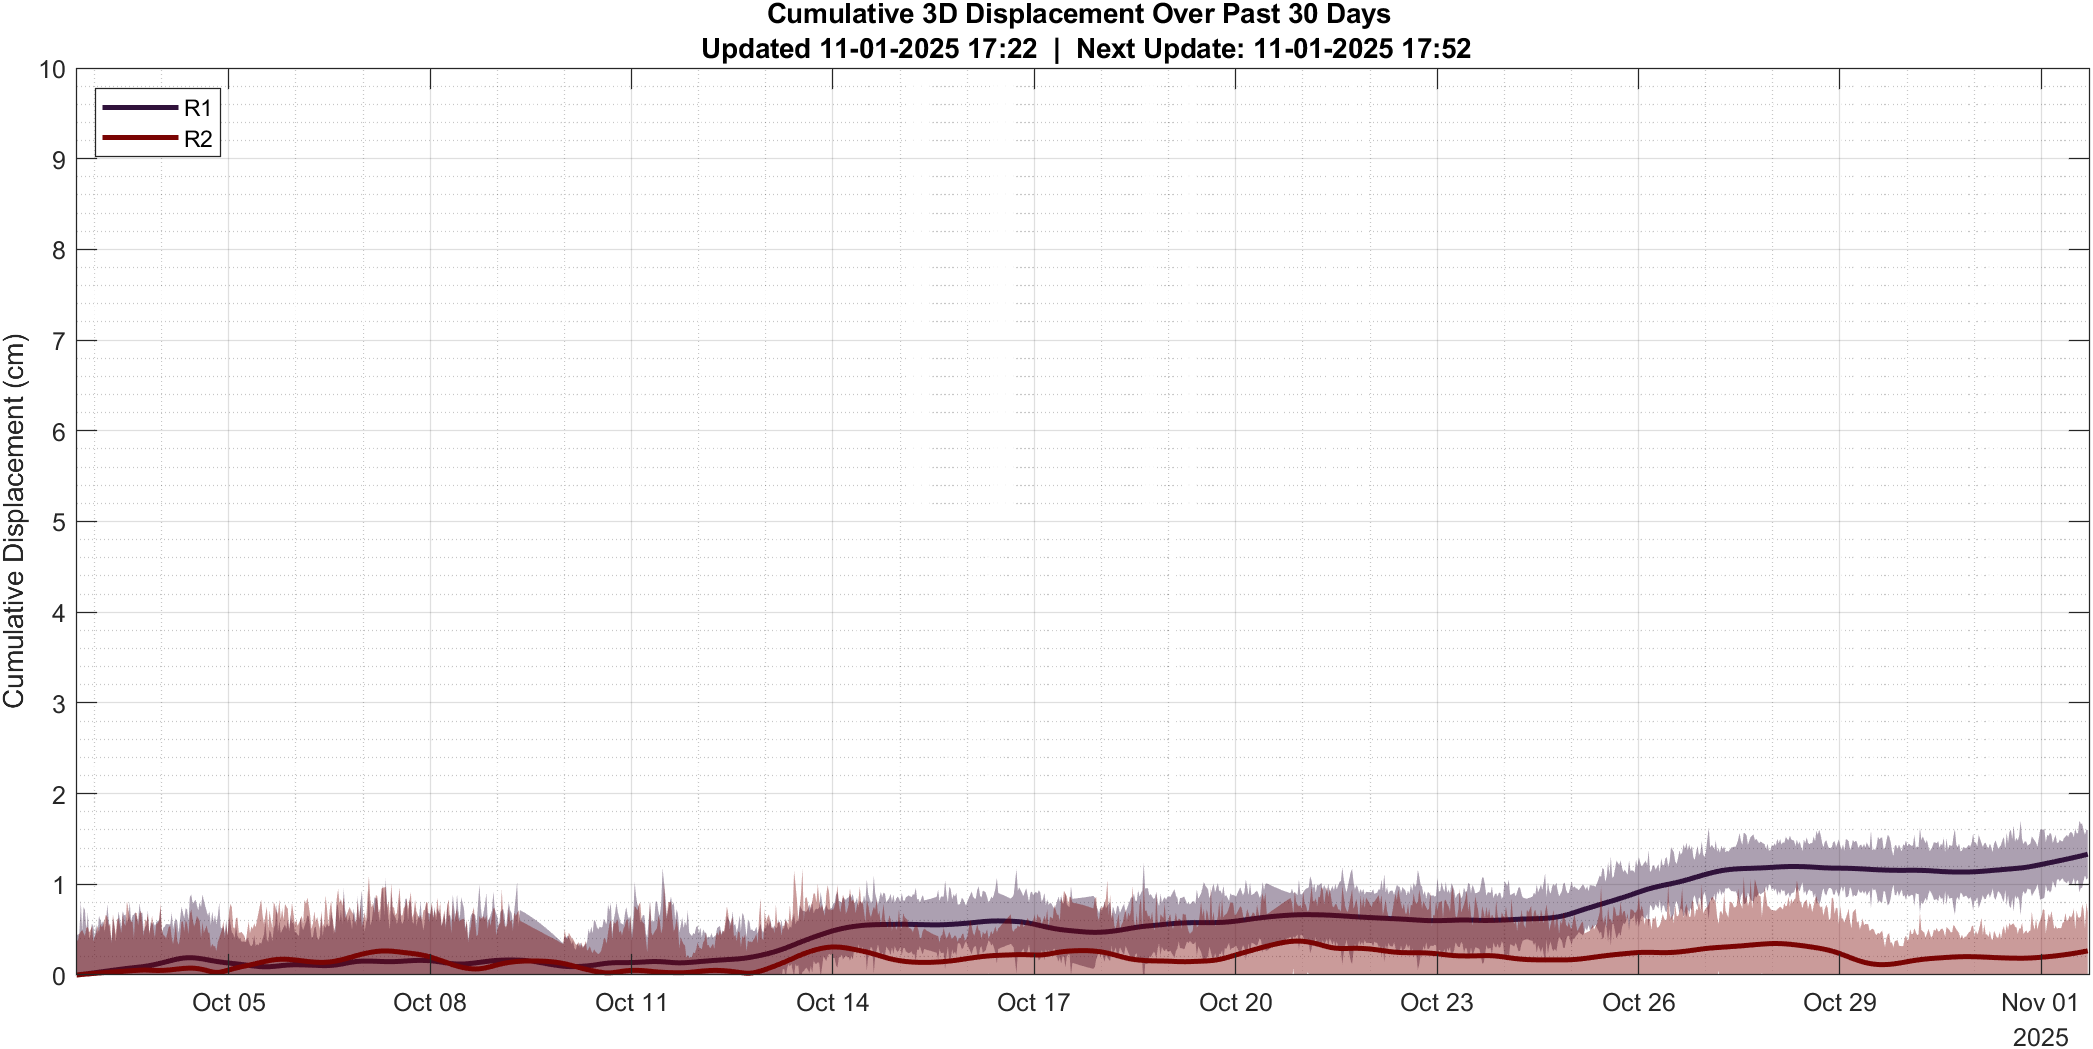 Cumulative 3D Displacement Over Past 30 Days
Updated 11-01-2025 17:22 | Next Update: 11-01-2025 17:52
R1
R2
Cumulative Displacement (cm)
10
9
8
7
6
5
4
3
2
1
0
Oct 05 Oct 08 Oct 11 Oct 14 Oct 17 Oct 20 Oct 23 Oct 26 Oct 29 Nov 01
2025